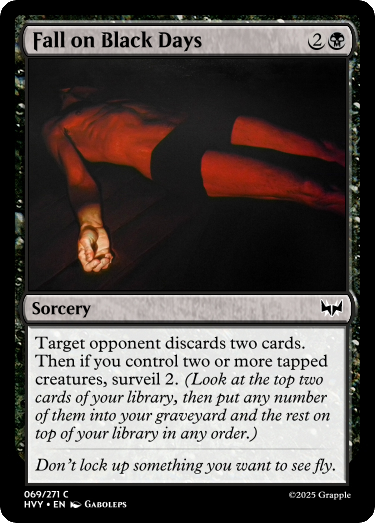 Fall on Black Days 2
Sorcery
Target opponent discards two cards.
Then if you control two or more tapped
creatures, surveil 2. (Look at the top two
cards of your library, then put any number
of them into your graveyard and the rest on
top of your library in any order.)
Don't lock up something you want to see fly.
069/271 C
HVY • EN Gaboleps ©2025 Grapple